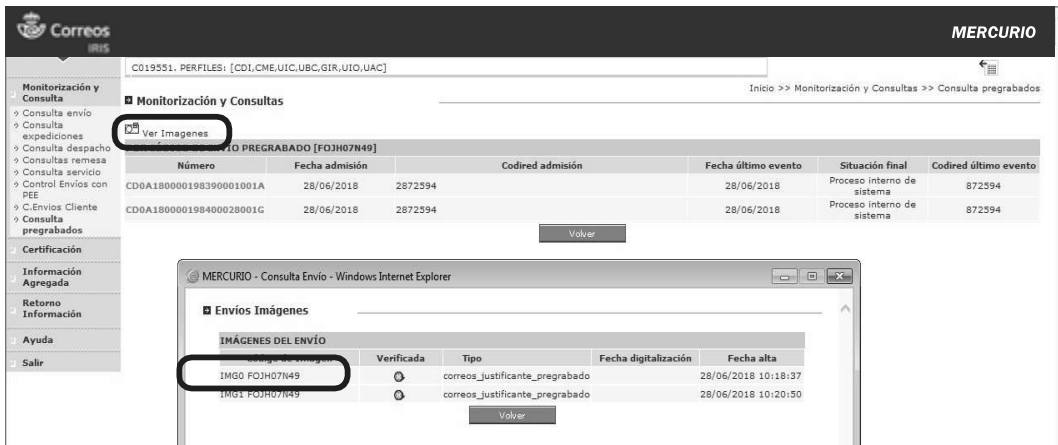 Correos
IRIS
MERCURIO
C019551. PERFILES: [CDI,CME,UIC,UBC,GIR,UIO,UAC]
Inicio >> Monitorización y Consultas >> Consulta pregrabados
Monitorización y
Consulta
Consulta envío
Consulta
expediciones
Consulta despacho
Consultas remesa
Consulta servicio
Control Envíos con
PEE
C.Envios Cliente
Consulta
pregrabados
Certificación
Información
Agregada
Retorno
Información
Ayuda
Salir
Monitorización y Consultas
Ver Imagenes
ENVIO PREGRABADO [FOJH07N49]
Número Fecha admisión Codired admisión Fecha último evento Situación final Codired último evento
CD0A180000198390001001A 28/06/2018 2872594 28/06/2018 Proceso interno de sistema 872594
CD0A180000198400028001G 28/06/2018 2872594 28/06/2018 Proceso interno de sistema 872594
Volver
MERCURIO - Consulta Envío - Windows Internet Explorer
Envíos Imágenes
IMÁGENES DEL ENVÍO
Verificada Tipo Fecha digitalización Fecha alta
IMG0 FOJH07N49 correos_justificante_pregrabado 28/06/2018 10:18:37
IMG1 FOJH07N49 correos_justificante_pregrabado 28/06/2018 10:20:50
Volver